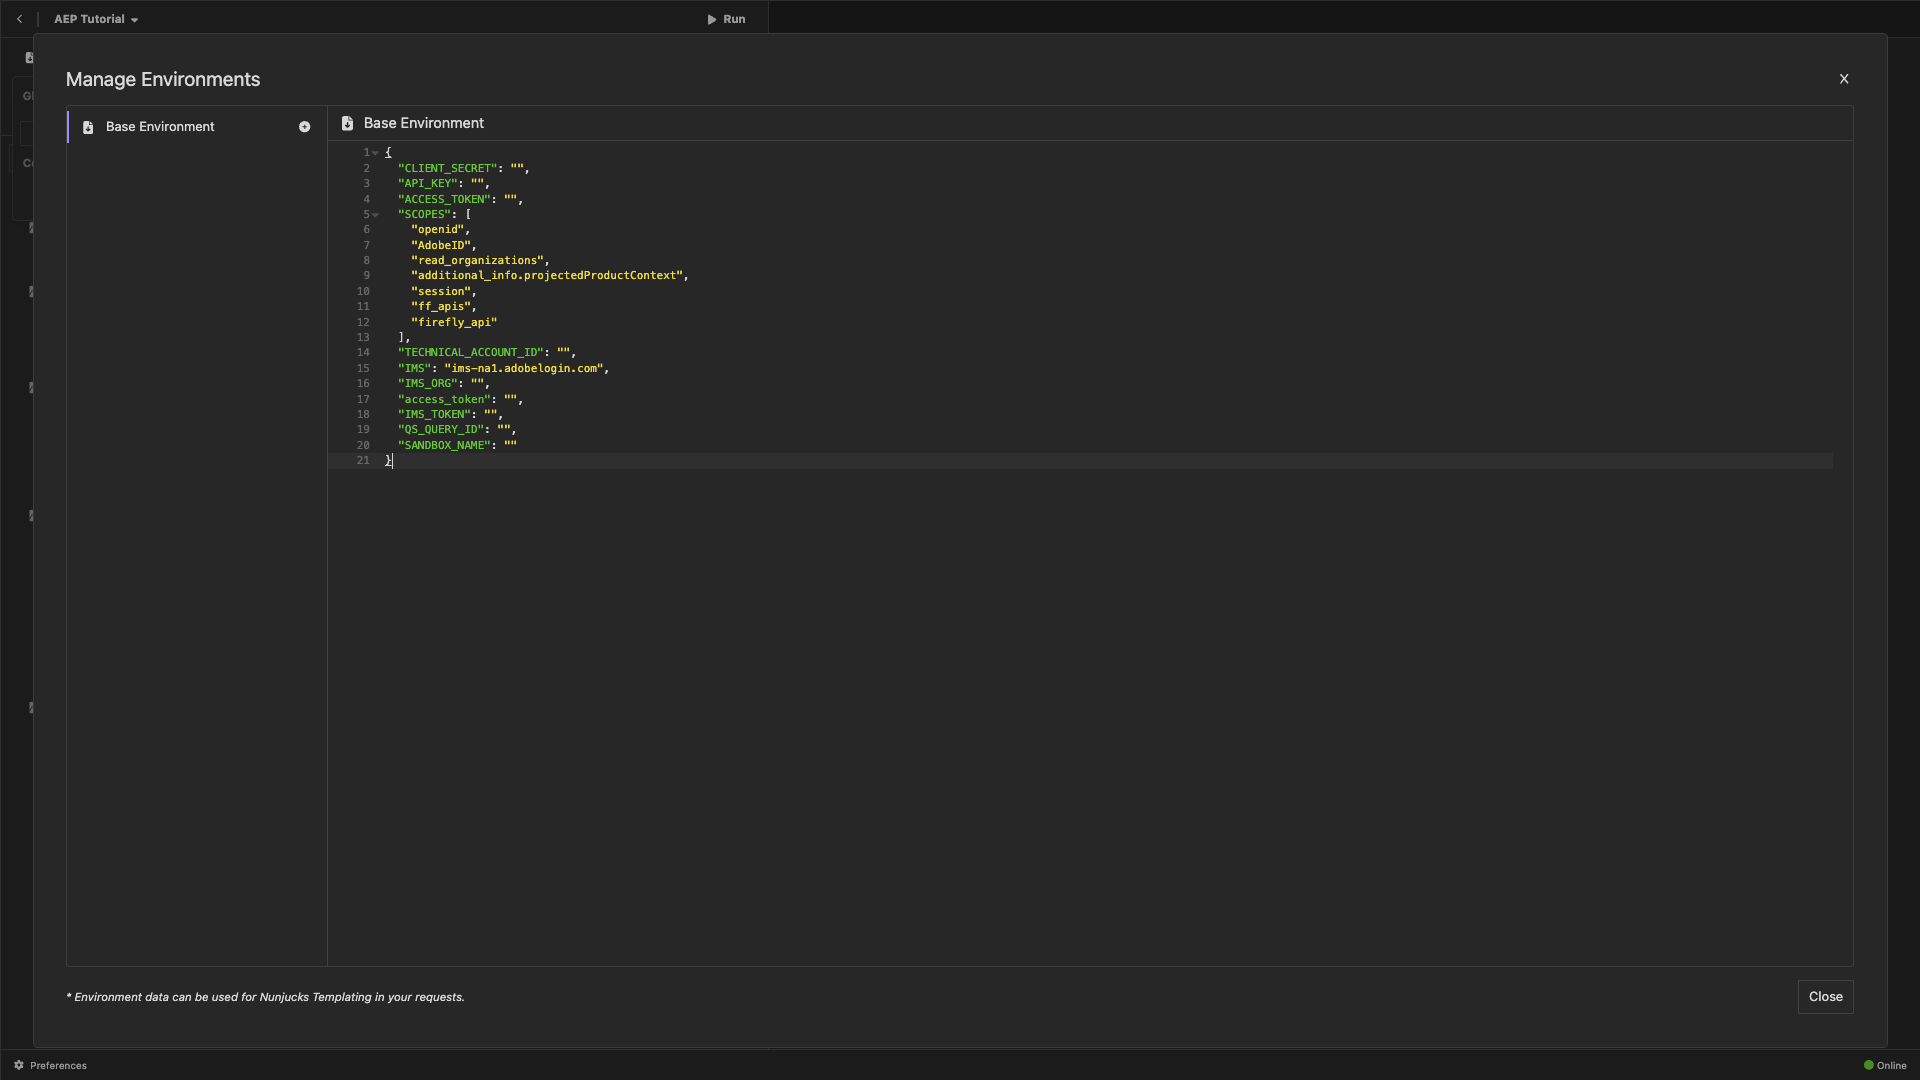 AEP Tutorial
Run
Manage Environments
X
Base Environment
Base Environment
1 {
2 "CLIENT_SECRET": "",
3 "API_KEY": "",
4 "ACCESS_TOKEN": "",
5 "SCOPES": [
6 "openid",
7 "AdobeID",
8 "read_organizations",
9 "additional_info.projectedProductContext",
10 "session",
11 "ff_apis",
12 "firefly_api"
13 ],
14 "TECHNICAL_ACCOUNT_ID": "",
15 "IMS": "ims-na1.adobelogin.com",
16 "IMS_ORG": "",
17 "access_token": "",
18 "IMS_TOKEN": "",
19 "QS_QUERY_ID": "",
20 "SANDBOX_NAME": ""
21 }
* Environment data can be used for Nunjucks Templating in your requests.
Close
Preferences
Online